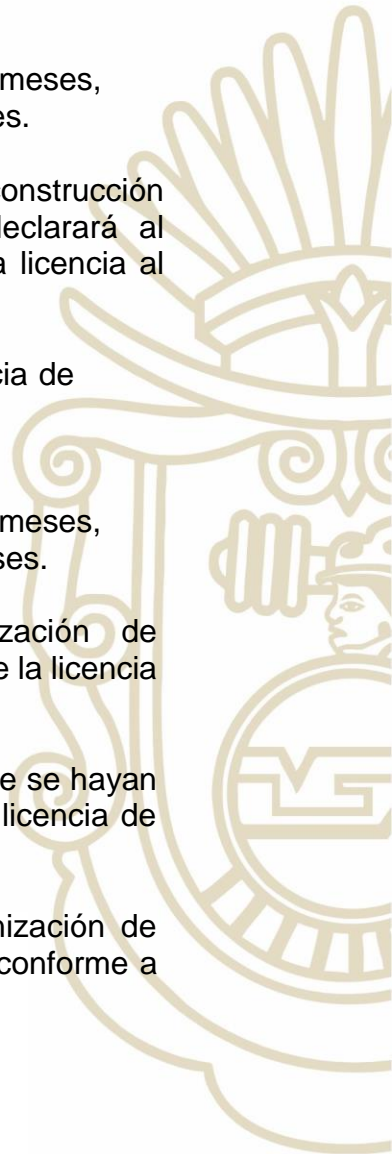 meses,
es.
construcción
declarará al
a licencia al
cia de
meses,
ses.
zación de
e la licencia
e se hayan
licencia de
nización de
conforme a